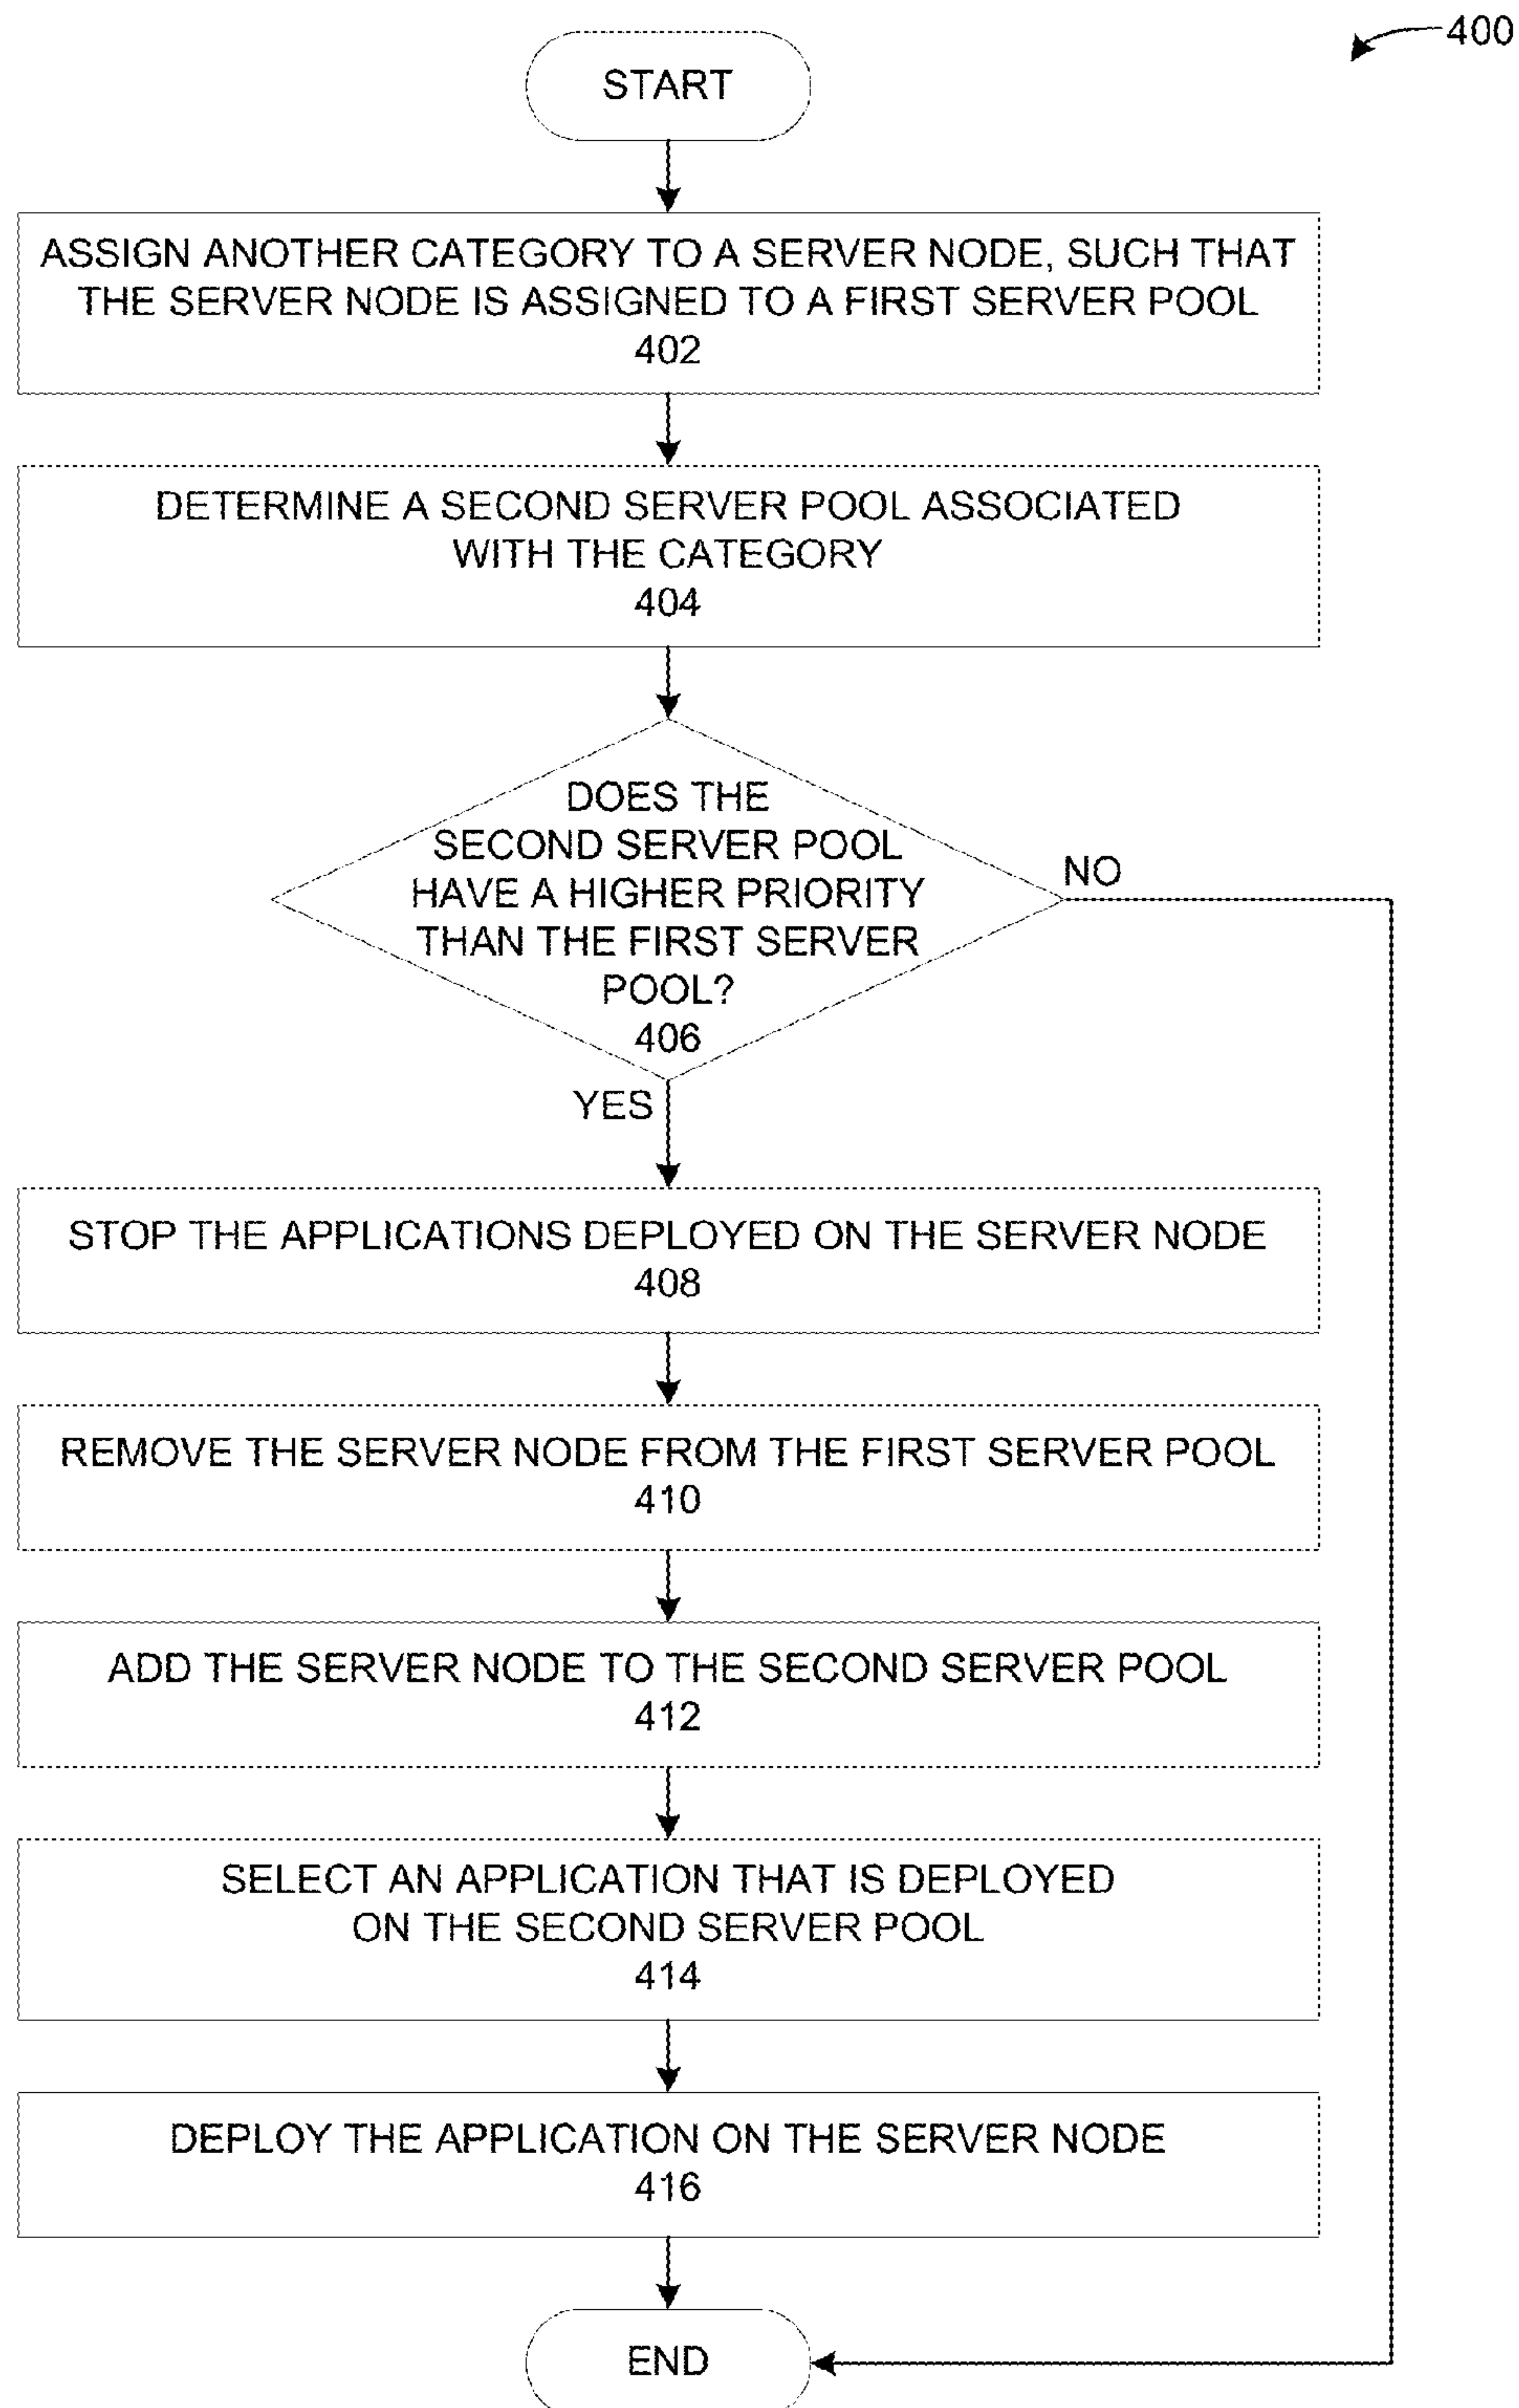 400
START
ASSIGN ANOTHER CATEGORY TO A SERVER NODE, SUCH THAT
THE SERVER NODE IS ASSIGNED TO A FIRST SERVER POOL
402
DETERMINE A SECOND SERVER POOL ASSOCIATED
WITH THE CATEGORY
404
DOES THE
SECOND SERVER POOL
HAVE A HIGHER PRIORITY
THAN THE FIRST SERVER
POOL?
406
NO
YES
STOP THE APPLICATIONS DEPLOYED ON THE SERVER NODE
408
REMOVE THE SERVER NODE FROM THE FIRST SERVER POOL
410
ADD THE SERVER NODE TO THE SECOND SERVER POOL
412
SELECT AN APPLICATION THAT IS DEPLOYED
ON THE SECOND SERVER POOL
414
DEPLOY THE APPLICATION ON THE SERVER NODE
416
END